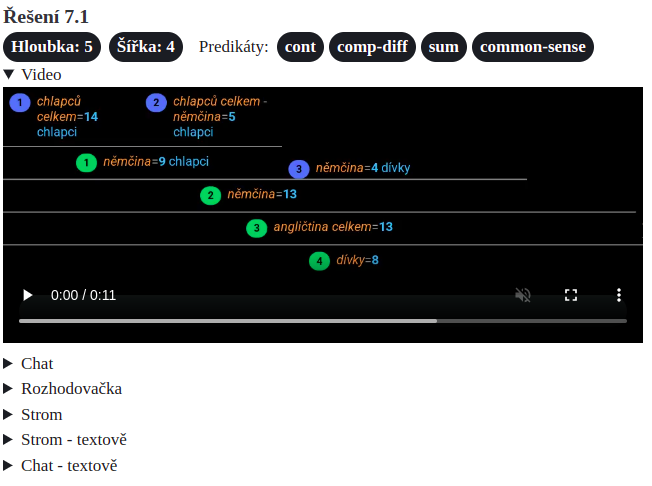 Řešení 7.1
Hloubka: 5 Šířka: 4 Predikáty: cont comp-diff sum common-sense
Video
1 chlapců celkem=14 chlapci
2 chlapců celkem - němčina=5 chlapci
1 němčina=9 chlapci
3 němčina=4 dívky
2 němčina=13
3 angličtina celkem=13
4 dívky=8
0:00 / 0:11
Chat
Rozhodovačka
Strom
Strom - textově
Chat - textově